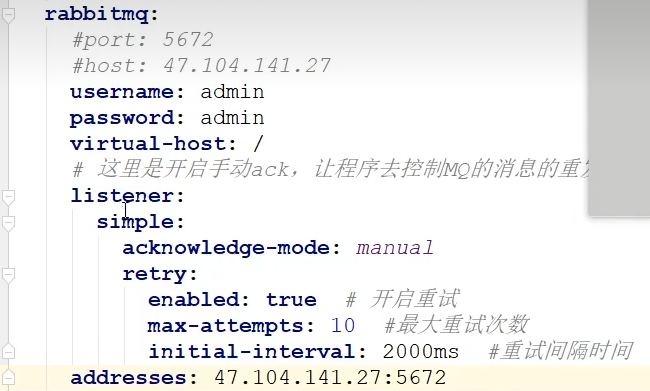 rabbitmq:
#port: 5672
#host: 47.104.141.27
username: admin
password: admin
virtual-host: /
# 这里是开启手动ack，让程序去控制MQ的消息的重发
listener:
simple:
acknowledge-mode: manual
retry:
enabled: true # 开启重试
max-attempts: 10 #最大重试次数
initial-interval: 2000ms #重试间隔时间
addresses: 47.104.141.27:5672